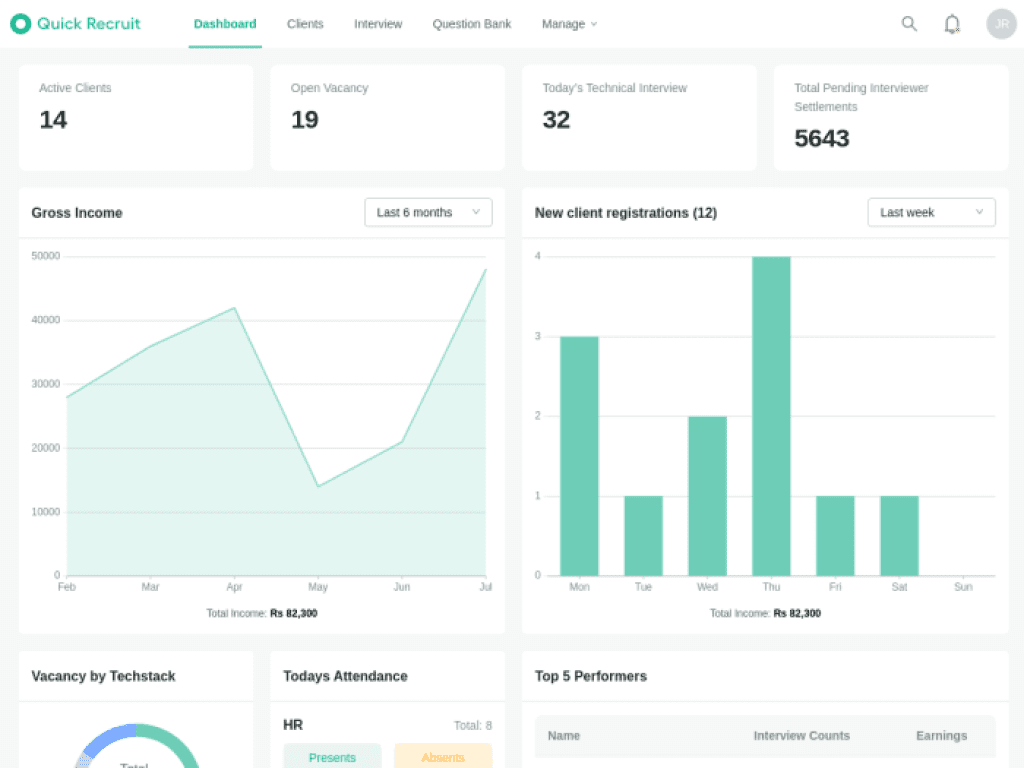 Quick Recruit
Dashboard
Clients
Interview
Question Bank
Manage
JR
Active Clients
14
Open Vacancy
19
Today's Technical Interview
32
Total Pending Interviewer
Settlements
5643
Gross Income
Last 6 months
50000
40000
30000
20000
10000
0
Feb
Mar
Apr
May
Jun
Jul
Total Income: Rs 82,300
New client registrations (12)
Last week
4
3
2
1
0
Mon
Tue
Wed
Thu
Fri
Sat
Sun
Total Income: Rs 82,300
Vacancy by Techstack
Total
Todays Attendance
HR
Total: 8
Presents
Absents
Top 5 Performers
Name
Interview Counts
Earnings